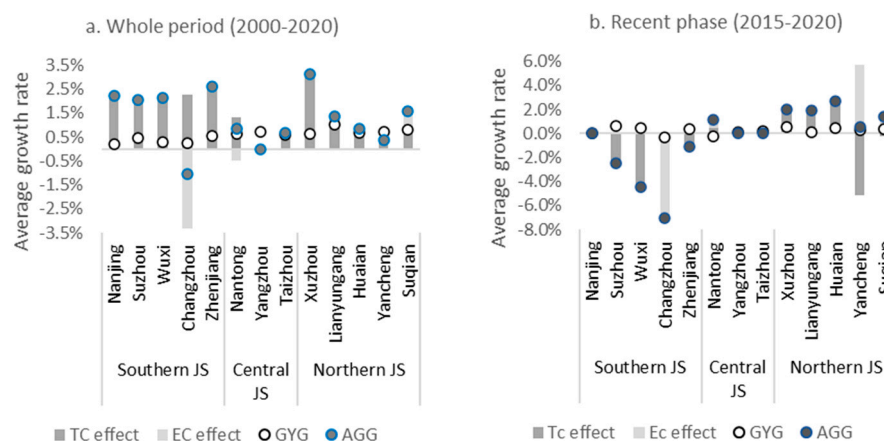 a. Whole period (2000-2020)
Average growth rate
3.5%
2.5%
1.5%
0.5%
-0.5%
-1.5%
-2.5%
-3.5%
Nanjing
Suzhou
Wuxi
Changzhou
Zhenjiang
Nantong
Yangzhou
Taizhou
Xuzhou
Lianyungang
Huaian
Yancheng
Suqian
Southern JS
Central
JS
Northern JS
TC effect EC effect GYG AGG
b. Recent phase (2015-2020)
Average growth rate
6.0%
4.0%
2.0%
0.0%
-2.0%
-4.0%
-6.0%
-8.0%
Nanjing
Suzhou
Wuxi
Changzhou
Zhenjiang
Nantong
Yangzhou
Taizhou
Xuzhou
Lianyungang
Huaian
Yancheng
Suqian
Southern JS
Central
JS
Northern JS
Tc effect Ec effect GYG AGG